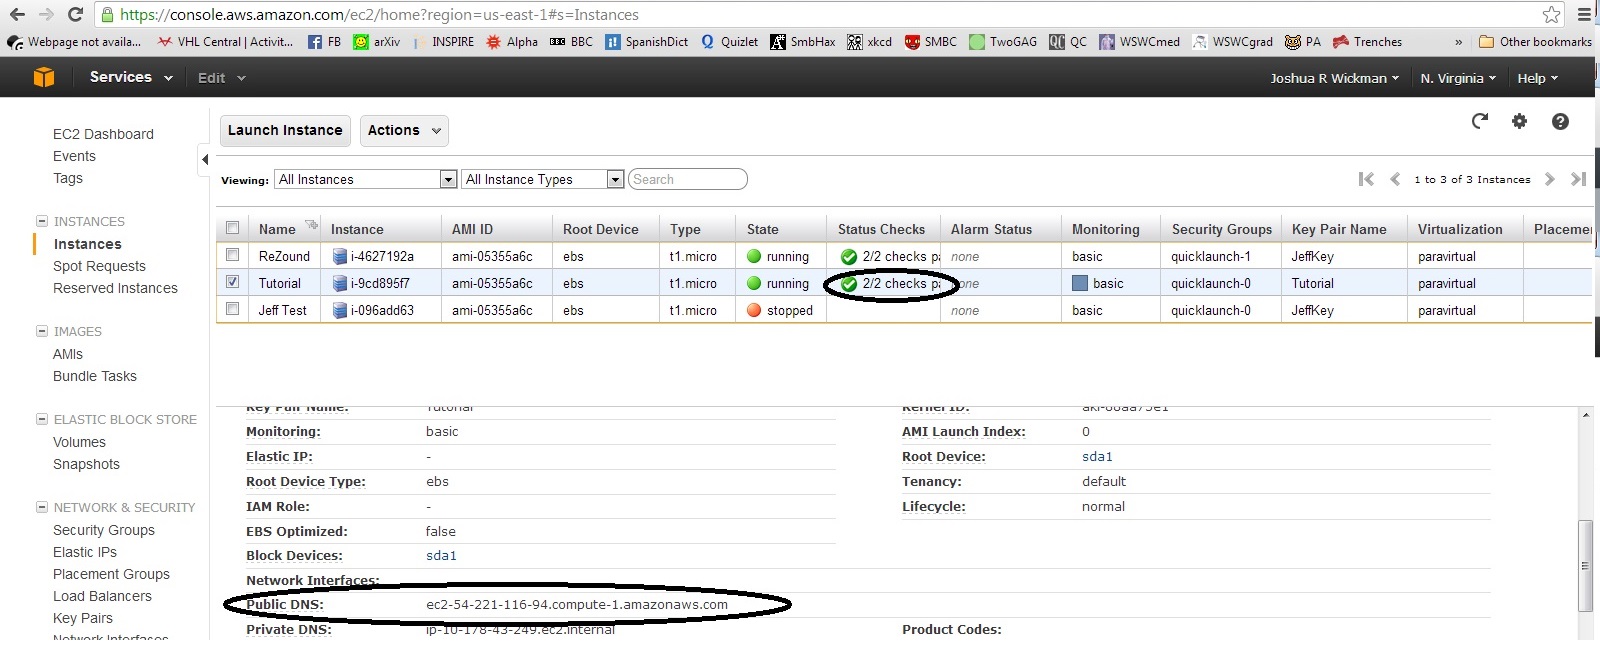 https://console.aws.amazon.com/ec2/home?region=us-east-1#s=Instances
Webpage not availa... VHL Central | Activit... FB arXiv INSPIRE Alpha BBC SpanishDict Quizlet SmbHax xkcd SMBC TwoGAG QC WSWCmed WSWCgrad PA Trenches » Other bookmarks
Services Edit Joshua R Wickman N. Virginia Help
EC2 Dashboard
Events
Tags
INSTANCES
Instances
Spot Requests
Reserved Instances
IMAGES
AMIs
Bundle Tasks
ELASTIC BLOCK STORE
Volumes
Snapshots
NETWORK & SECURITY
Security Groups
Elastic IPs
Placement Groups
Load Balancers
Key Pairs
Network Interfaces
Launch Instance Actions
Viewing: All Instances All Instance Types Search 1 to 3 of 3 Instances
Name Instance AMI ID Root Device Type State Status Checks Alarm Status Monitoring Security Groups Key Pair Name Virtualization Placemen
ReZound i-4627192a ami-05355a6c ebs t1.micro running 2/2 checks pa none basic quicklaunch-1 JeffKey paravirtual
Tutorial i-9cd895f7 ami-05355a6c ebs t1.micro running 2/2 checks pa none basic quicklaunch-0 Tutorial paravirtual
Jeff Test i-096add63 ami-05355a6c ebs t1.micro stopped none basic quicklaunch-0 JeffKey paravirtual
Key Pair Name: Tutorial Kernel ID: aki-88aa75e1
Monitoring: basic AMI Launch Index: 0
Elastic IP: - Root Device: sda1
Root Device Type: ebs Tenancy: default
IAM Role: - Lifecycle: normal
EBS Optimized: false
Block Devices: sda1
Network Interfaces:
Public DNS: ec2-54-221-116-94.compute-1.amazonaws.com
Private DNS: ip-10-178-43-249.ec2.internal Product Codes: